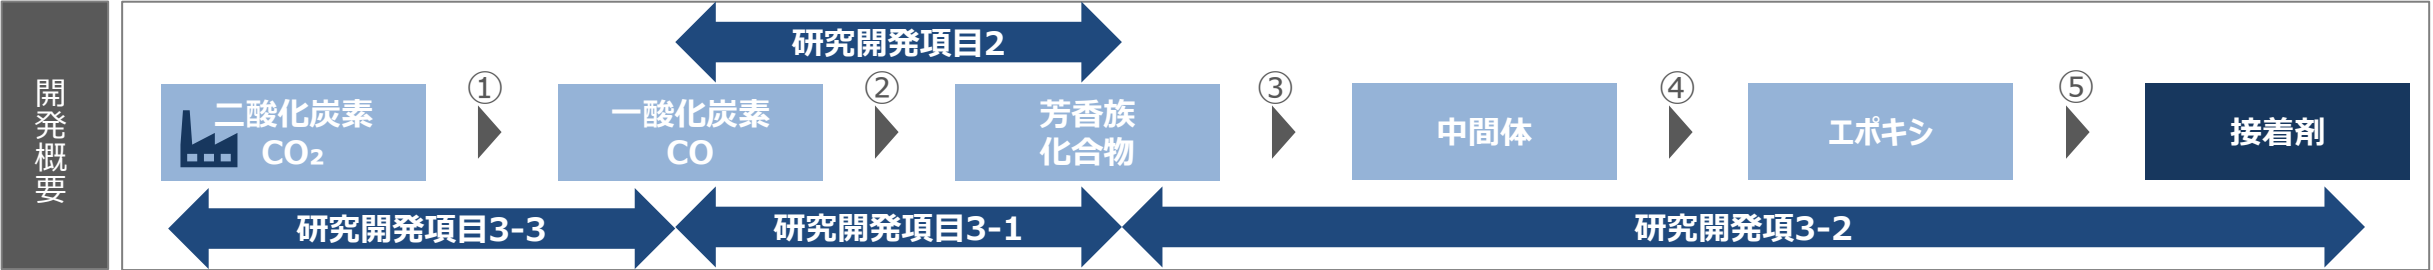 開発概要
研究開発項目2
二酸化炭素
CO₂
①
一酸化炭素
CO
②
芳香族
化合物
③
中間体
④
エポキシ
⑤
接着剤
研究開発項目3-3
研究開発項目3-1
研究開発項3-2